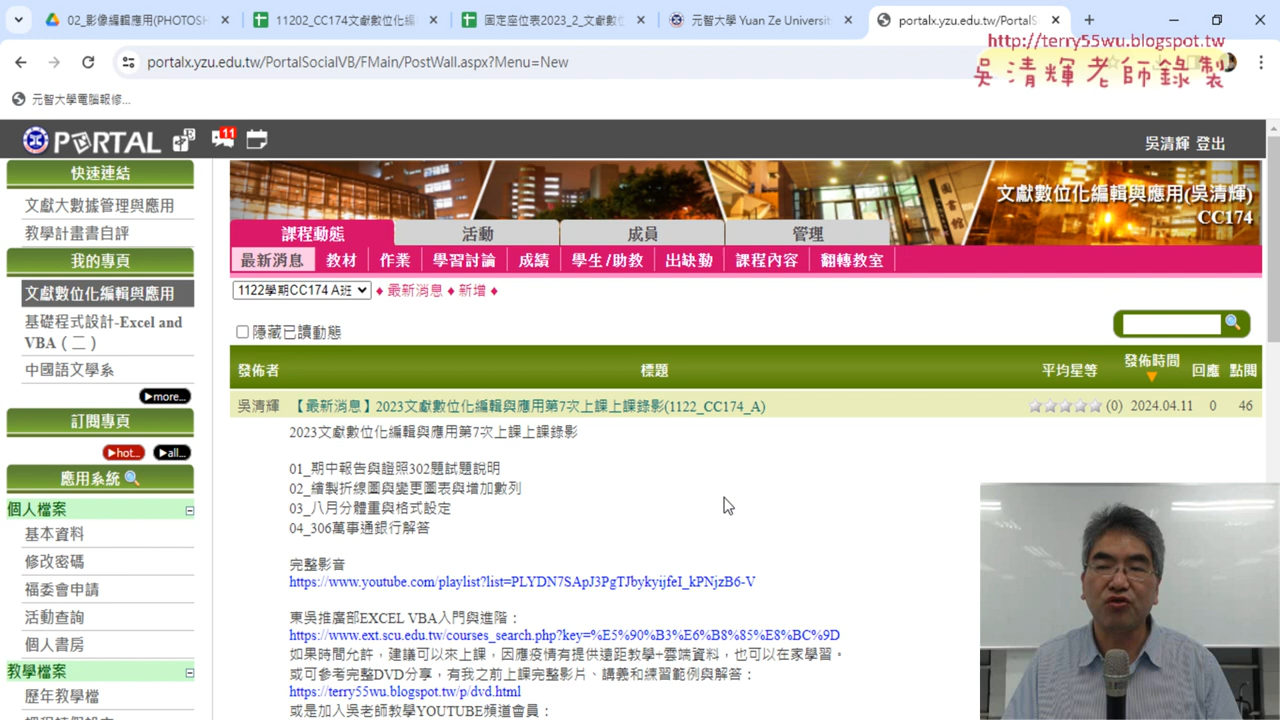 02_影像編輯應用(PHOTOSH
11202_CC174文獻數位化編
固定座位表2023_2_文獻數位
元智大學 Yuan Ze Universit
portalx.yzu.edu.tw/PortalS
http://terry55wu.blogspot.tw
吳清輝老師錄製
portalx.yzu.edu.tw/PortalSocialVB/FMain/PostWall.aspx?Menu=New
元智大學電腦報修...
PORTAL
11
吳清輝 登出
快速連結
文獻大數據管理與應用
教學計畫書自評
我的專頁
文獻數位化編輯與應用
基礎程式設計-Excel and
VBA（二）
中國語文學系
▶more...
訂閱專頁
▶hot...
▶all...
應用系統
個人檔案
基本資料
修改密碼
福委會申請
活動查詢
個人書房
教學檔案
歷年教學檔
文獻數位化編輯與應用(吳清輝)
CC174
圖書館
課程動態 活動 成員 管理
最新消息 教材 作業 學習討論 成績 學生/助教 出缺勤 課程內容 翻轉教室
1122學期CC174 A班 ♦ 最新消息 ♦ 新增 ♦
隱藏已讀動態
發佈者 標題 平均星等 發佈時間 回應 點閱
吳清輝 【最新消息】2023文獻數位化編輯與應用第7次上課上課錄影(1122_CC174_A) (0) 2024.04.11 0 46
2023文獻數位化編輯與應用第7次上課上課錄影
01_期中報告與證照302題試題說明
02_繪製折線圖與變更圖表與增加數列
03_八月分體重與格式設定
04_306萬事通銀行解答
完整影音
https://www.youtube.com/playlist?list=PLYDN7SApJ3PgTJbykyijfeI_kPNjzB6-V
東吳推廣部EXCEL VBA入門與進階：
https://www.ext.scu.edu.tw/courses_search.php?key=%E5%90%B3%E6%B8%85%E8%BC%9D
如果時間允許，建議可以來上課，因應疫情有提供遠距教學+雲端資料，也可以在家學習。
或可參考完整DVD分享，有我之前上課完整影片、講義和練習範例與解答：
https://terry55wu.blogspot.tw/p/dvd.html
或是加入吳老師教學YOUTUBE頻道會員：